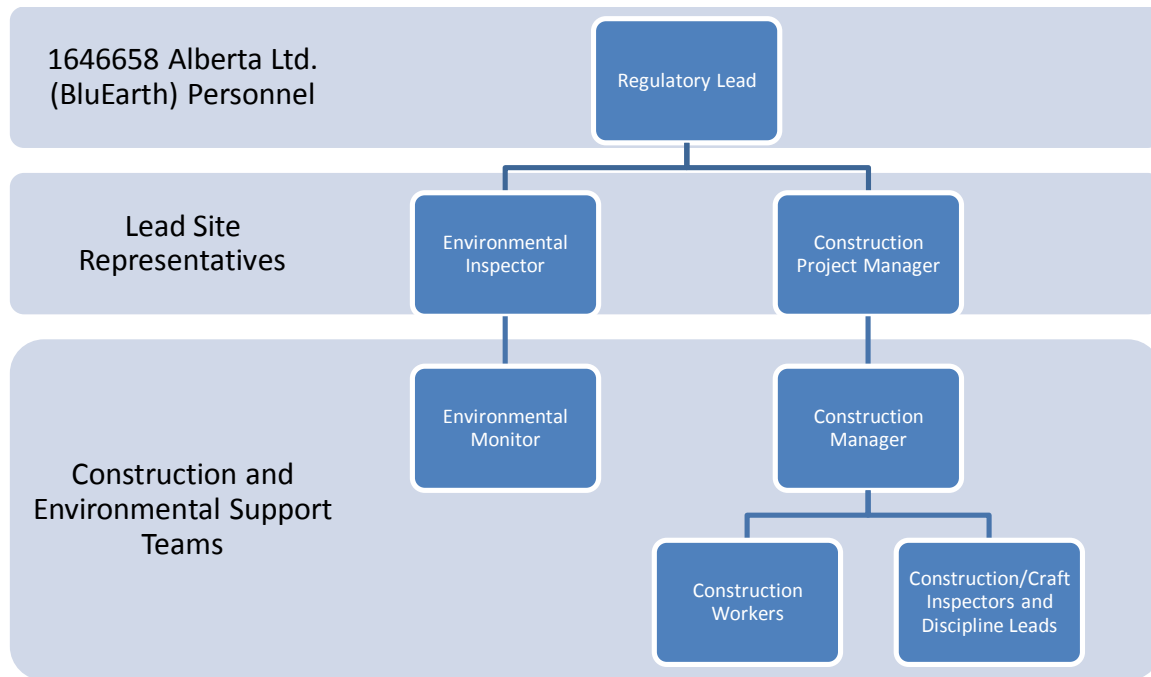 1646658 Alberta Ltd.
(BluEarth) Personnel
Regulatory Lead
Lead Site
Representatives
Environmental
Inspector
Construction
Project Manager
Construction and
Environmental Support
Teams
Environmental
Monitor
Construction
Manager
Construction
Workers
Construction/Craft
Inspectors and
Discipline Leads